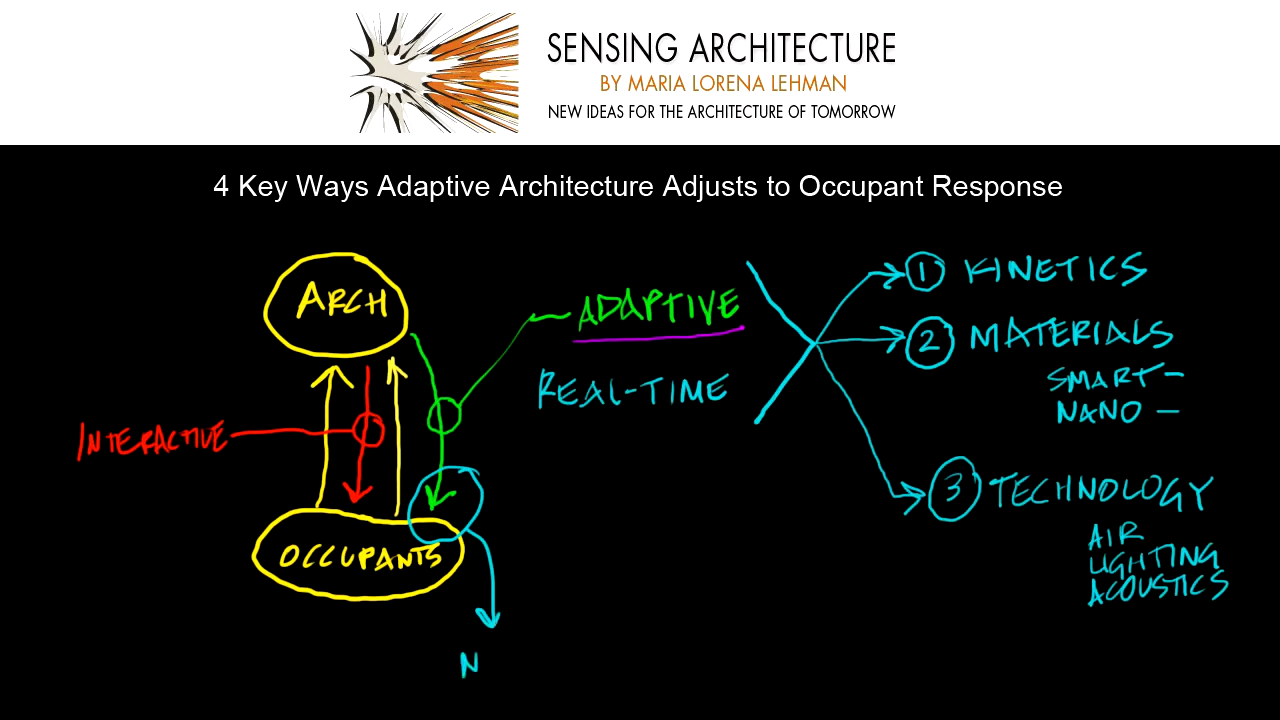 SENSING ARCHITECTURE
BY MARIA LORENA LEHMAN
NEW IDEAS FOR THE ARCHITECTURE OF TOMORROW
4 Key Ways Adaptive Architecture Adjusts to Occupant Response
ARCH
INTERACTIVE
OCCUPANTS
N
ADAPTIVE
REAL-TIME
1 KINETICS
2 MATERIALS
SMART-
NANO -
3 TECHNOLOGY
AIR
LIGHTING
ACOUSTICS